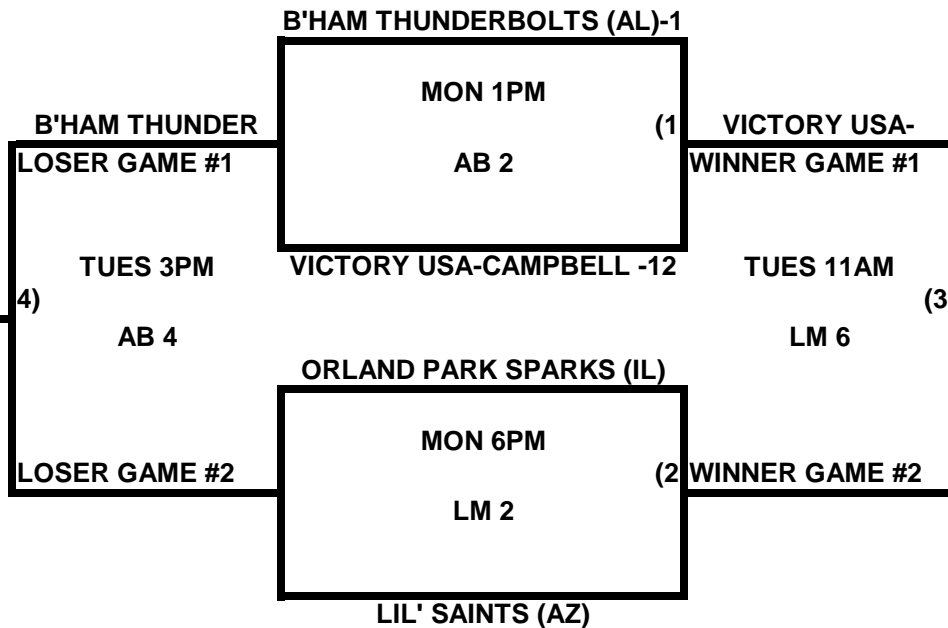 B'HAM THUNDERBOLTS (AL)-1
MON 1PM
B'HAM THUNDER
(1
VICTORY USA-
LOSER GAME #1
AB 2
WINNER GAME #1
TUES 3PM
VICTORY USA-CAMPBELL -12
TUES 11AM
4)
(3
AB 4
LM 6
ORLAND PARK SPARKS (IL)
MON 6PM
LOSER GAME #2
(2
WINNER GAME #2
LM 2
LIL' SAINTS (AZ)